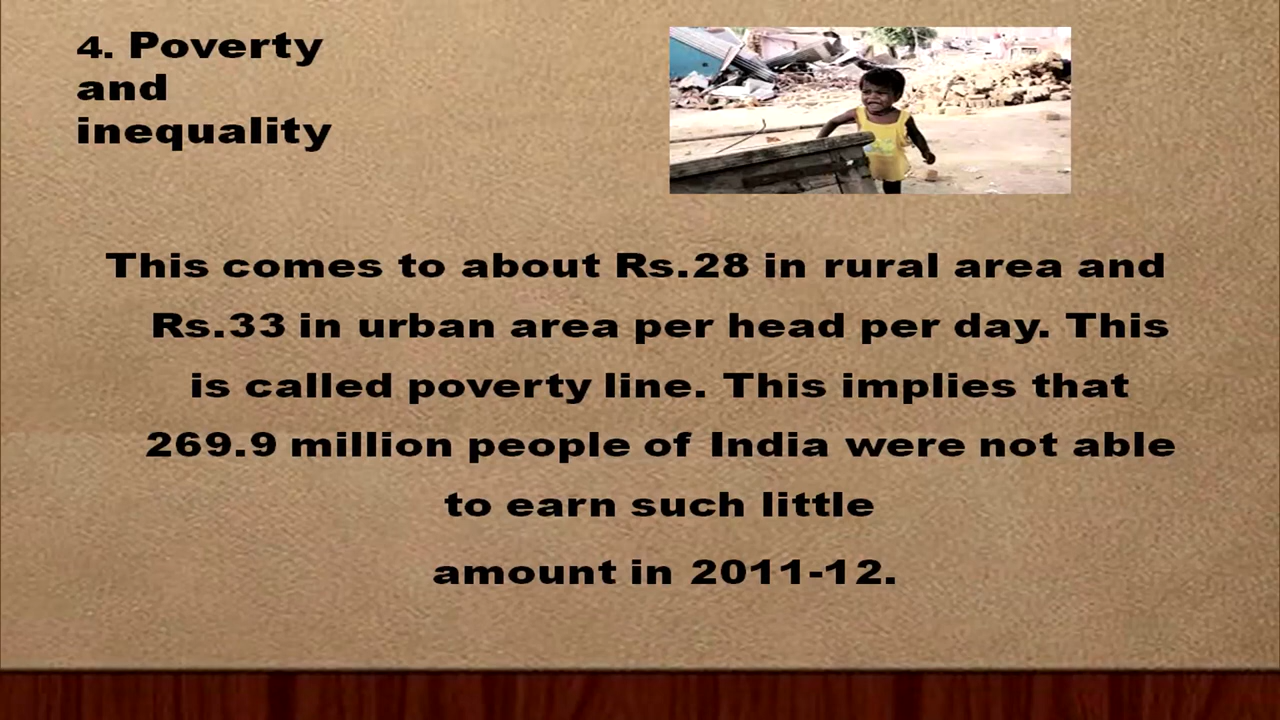 4. Poverty
and
inequality
This comes to about Rs.28 in rural area and
Rs.33 in urban area per head per day. This
is called poverty line. This implies that
269.9 million people of India were not able
to earn such little
amount in 2011-12.